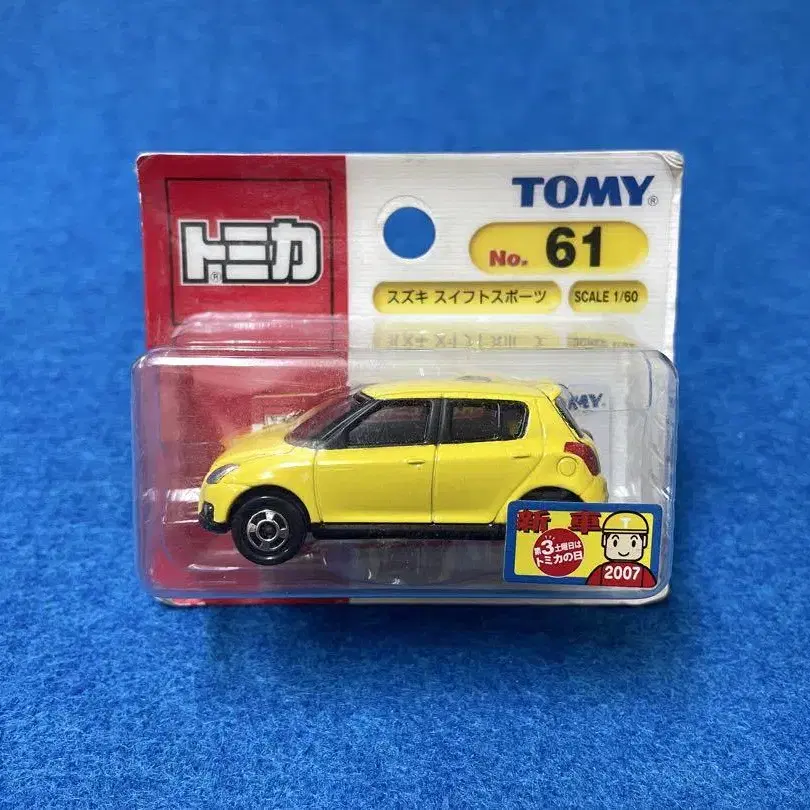 トミカ®
TOMY®
No. 61
スズキ スイフトスポーツ
SCALE 1/60
新車
T
第3土曜日は
トミカの日
2007